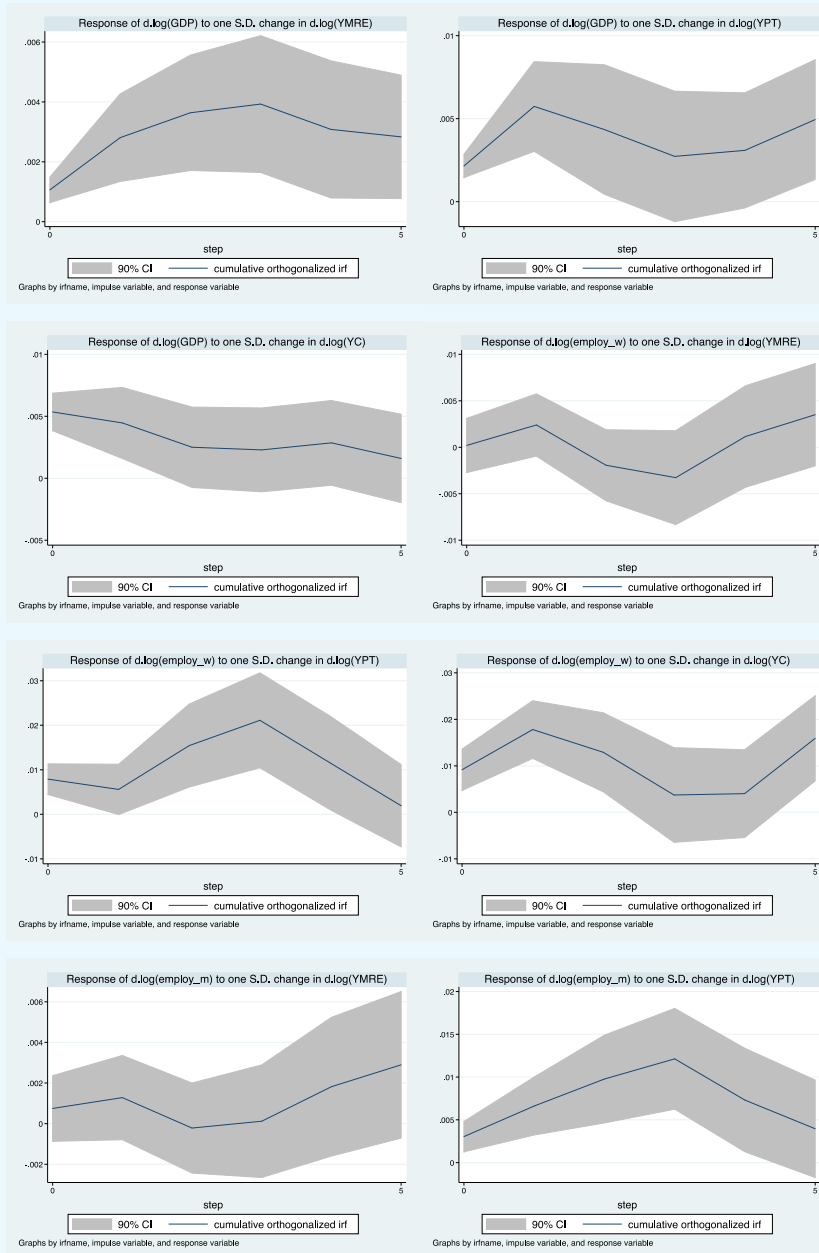 Response of d.log(GDP) to one S.D. change in d.log(YMRE)
.006
.004
.002
0
0
5
step
90% CI
cumulative orthogonalized irf
Graphs by irfname, impulse variable, and response variable
Response of d.log(GDP) to one S.D. change in d.log(YPT)
.01
.005
0
0
5
step
90% CI
cumulative orthogonalized irf
Graphs by irfname, impulse variable, and response variable
Response of d.log(GDP) to one S.D. change in d.log(YC)
.01
.005
0
-.005
0
5
step
90% CI
cumulative orthogonalized irf
Graphs by irfname, impulse variable, and response variable
Response of d.log(employ_w) to one S.D. change in d.log(YMRE)
.01
.005
0
-.005
-.01
0
5
step
90% CI
cumulative orthogonalized irf
Graphs by irfname, impulse variable, and response variable
Response of d.log(employ_w) to one S.D. change in d.log(YPT)
.03
.02
.01
0
-.01
0
5
step
90% CI
cumulative orthogonalized irf
Graphs by irfname, impulse variable, and response variable
Response of d.log(employ_w) to one S.D. change in d.log(YC)
.03
.02
.01
0
-.01
0
5
step
90% CI
cumulative orthogonalized irf
Graphs by irfname, impulse variable, and response variable
Response of d.log(employ_m) to one S.D. change in d.log(YMRE)
.006
.004
.002
0
-.002
0
5
step
90% CI
cumulative orthogonalized irf
Graphs by irfname, impulse variable, and response variable
Response of d.log(employ_m) to one S.D. change in d.log(YPT)
.02
.015
.01
.005
0
0
5
step
90% CI
cumulative orthogonalized irf
Graphs by irfname, impulse variable, and response variable